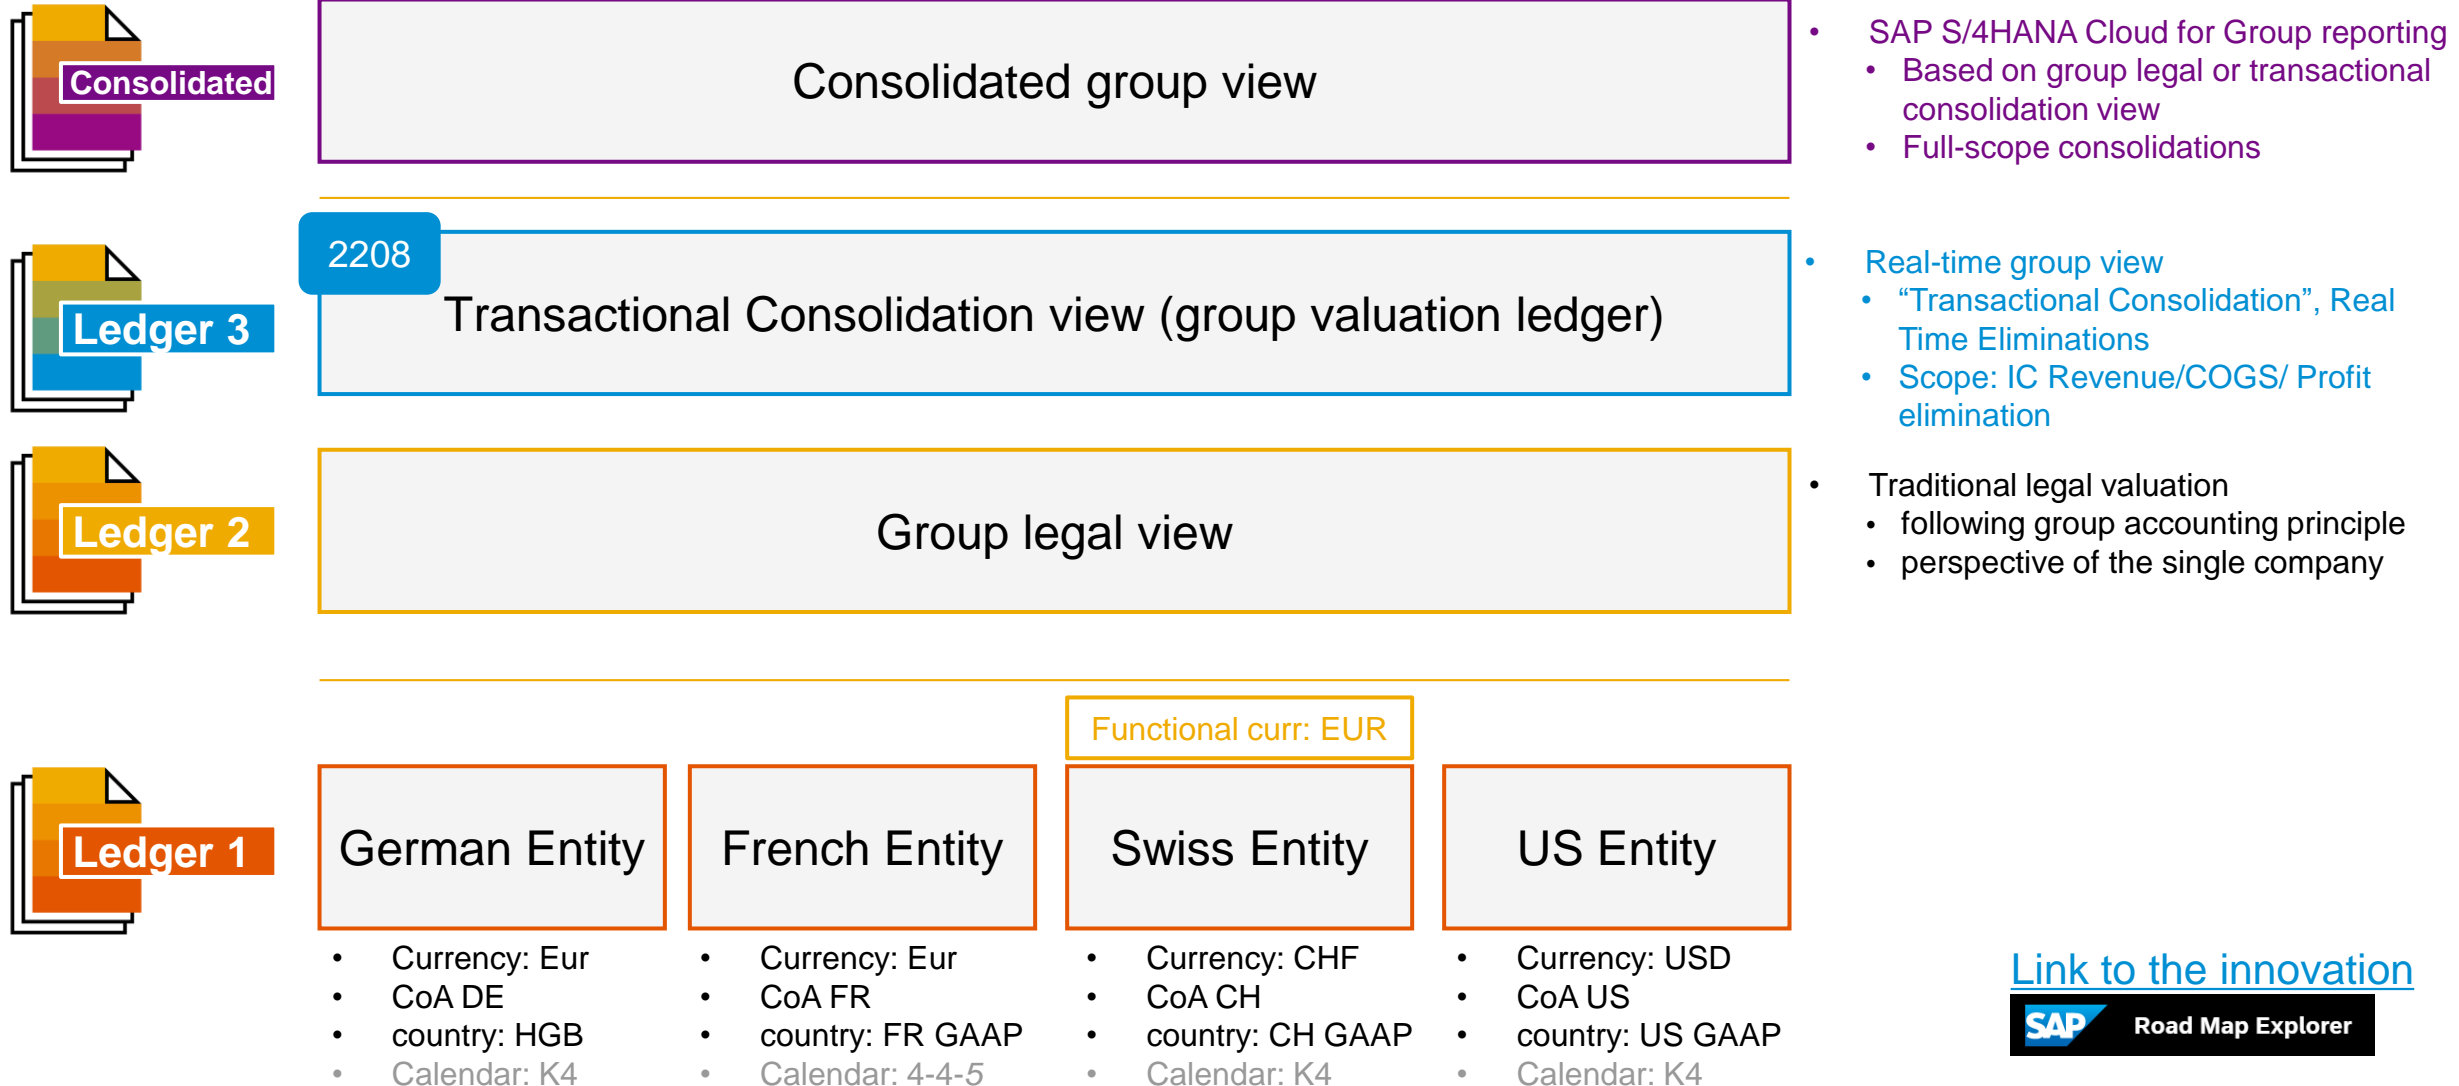 Consolidated
Consolidated group view
• SAP S/4HANA Cloud for Group reporting
• Based on group legal or transactional
consolidation view
• Full-scope consolidations
2208
Ledger 3
Transactional Consolidation view (group valuation ledger)
• Real-time group view
• “Transactional Consolidation”, Real
Time Eliminations
• Scope: IC Revenue/COGS/ Profit
elimination
Ledger 2
Group legal view
• Traditional legal valuation
• following group accounting principle
• perspective of the single company
Functional curr: EUR
Ledger 1
German Entity
• Currency: Eur
• CoA DE
• country: HGB
• Calendar: K4
French Entity
• Currency: Eur
• CoA FR
• country: FR GAAP
• Calendar: 4-4-5
Swiss Entity
• Currency: CHF
• CoA CH
• country: CH GAAP
• Calendar: K4
US Entity
• Currency: USD
• CoA US
• country: US GAAP
• Calendar: K4
Link to the innovation
SAP Road Map Explorer